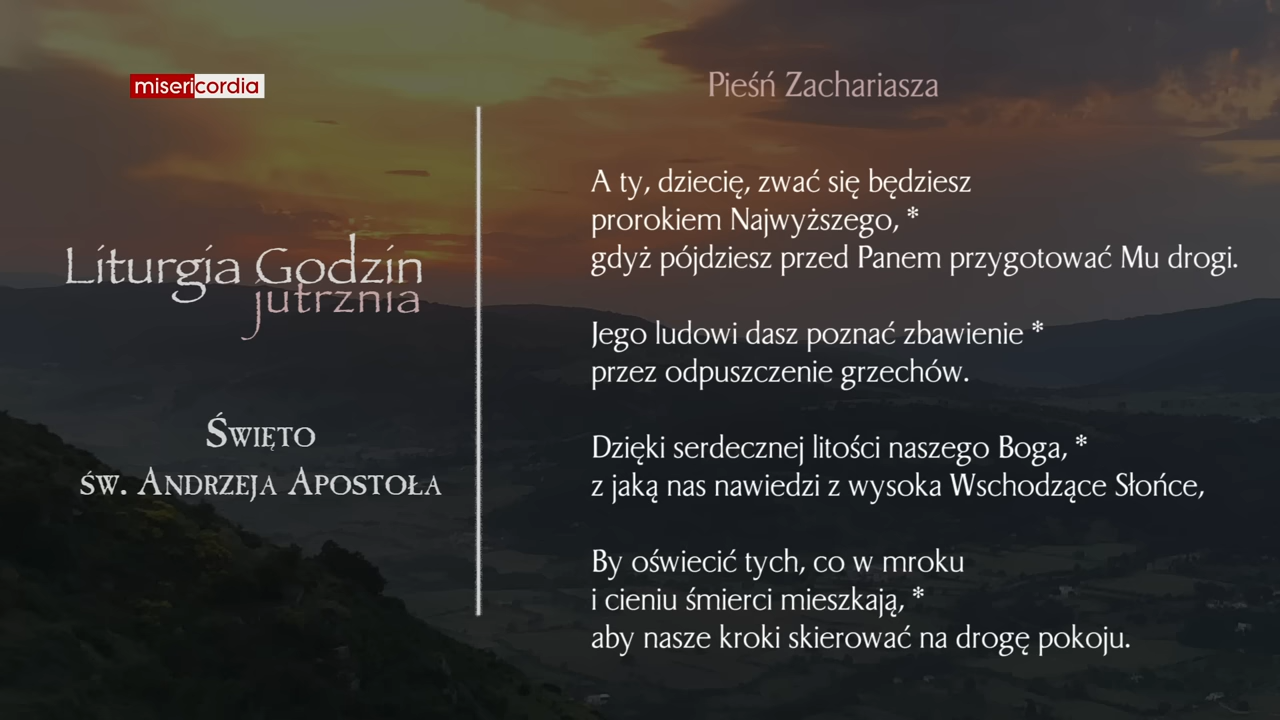 misericordia
Liturgia Godzin
jutrznia
Święto
św. Andrzeja Apostoła
Pieśń Zachariasza
A ty, dziecię, zwać się będziesz
prorokiem Najwyższego, *
gdyż pójdziesz przed Panem przygotować Mu drogi.
Jego ludowi dasz poznać zbawienie *
przez odpuszczenie grzechów.
Dzięki serdecznej litości naszego Boga, *
z jaką nas nawiedzi z wysoka Wschodzące Słońce,
By oświecić tych, co w mroku
i cieniu śmierci mieszkają, *
aby nasze kroki skierować na drogę pokoju.